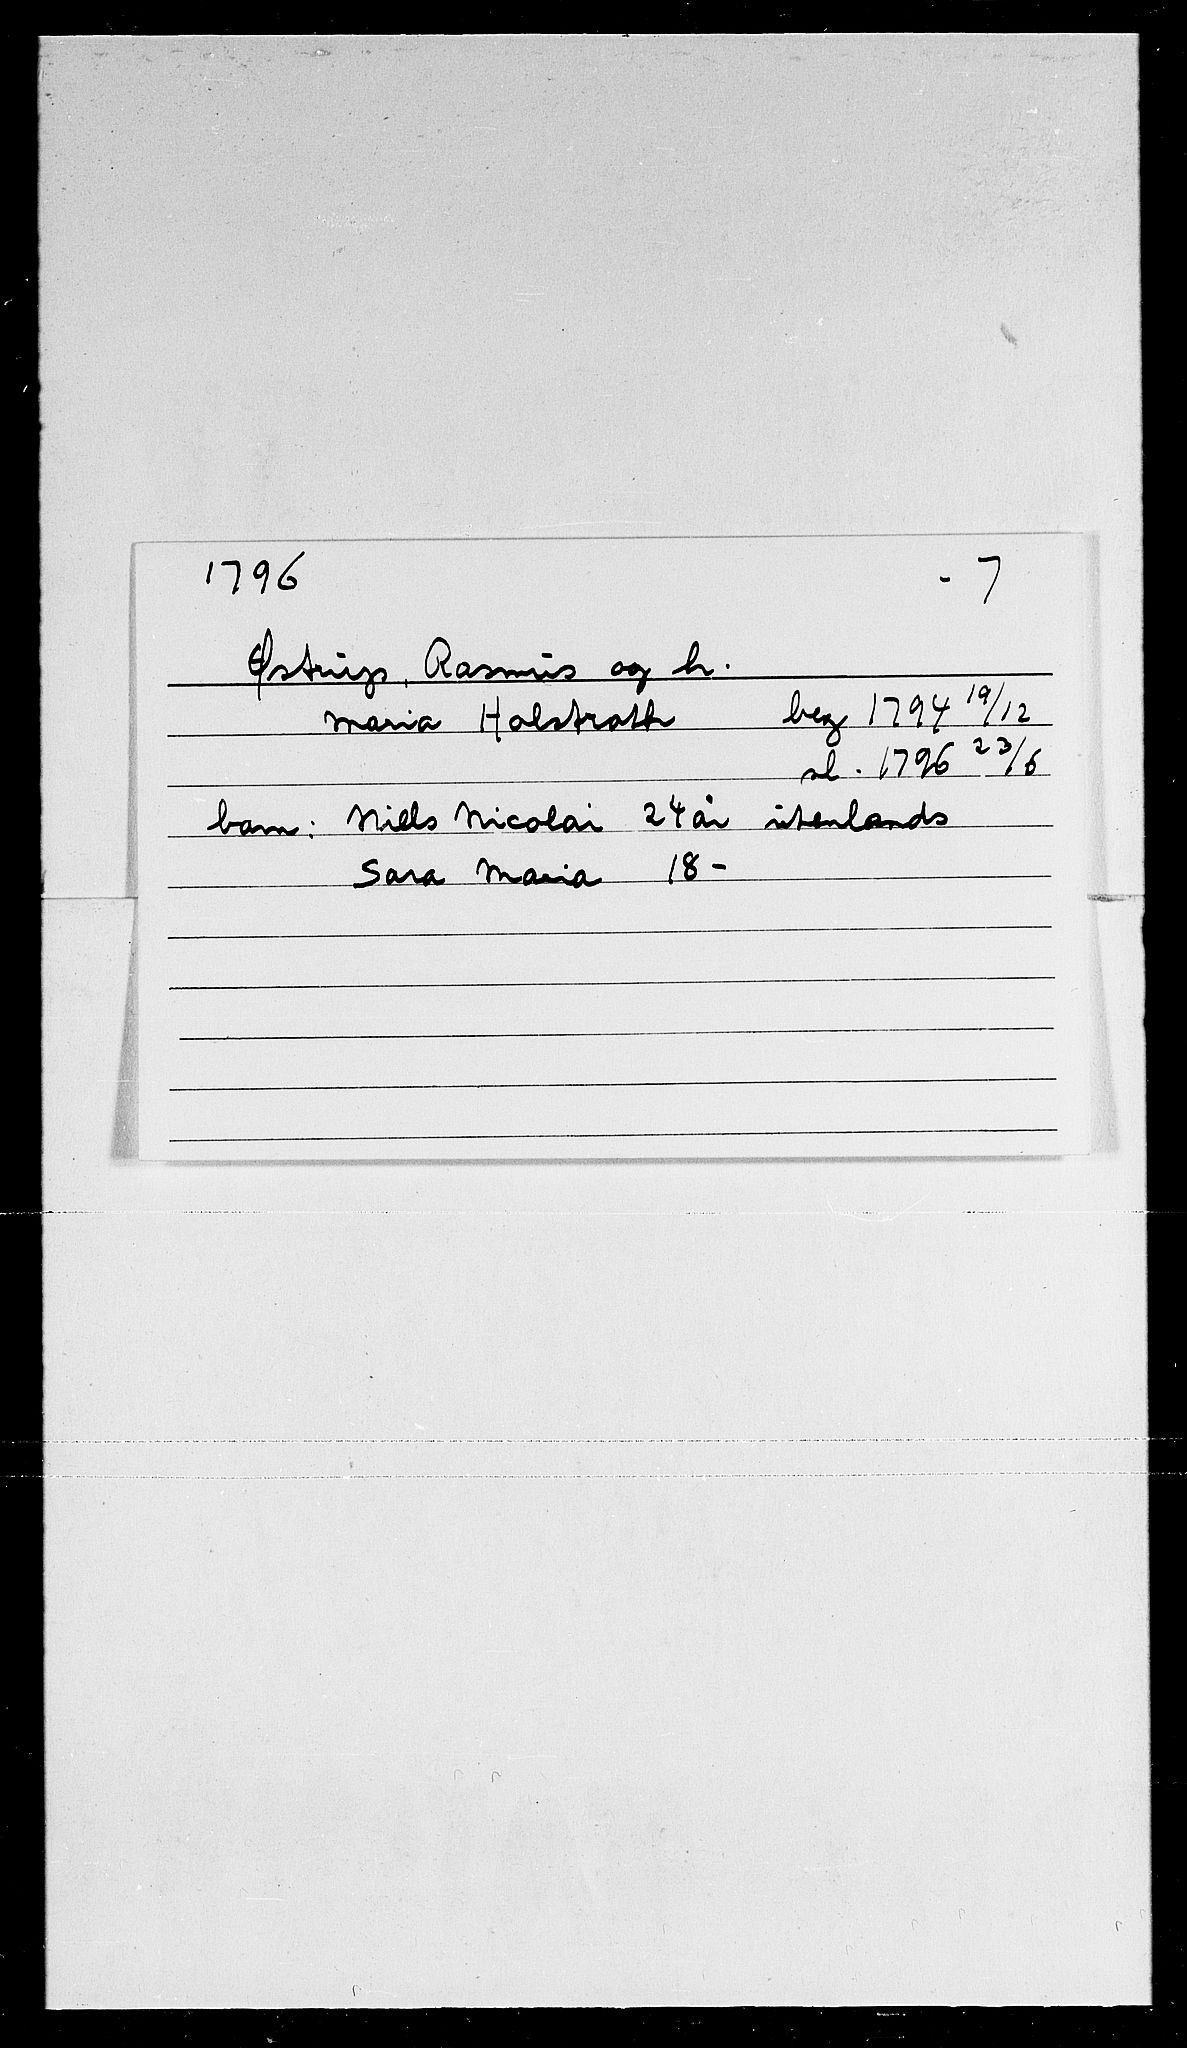 1796 - 7
Østrup, Rasmus og h.
Maria Holstrath beg 1794 19/12
sl. 1796 23/6
barn: Niels Nicolai 24 år utenlands
Sara Maria 18 -